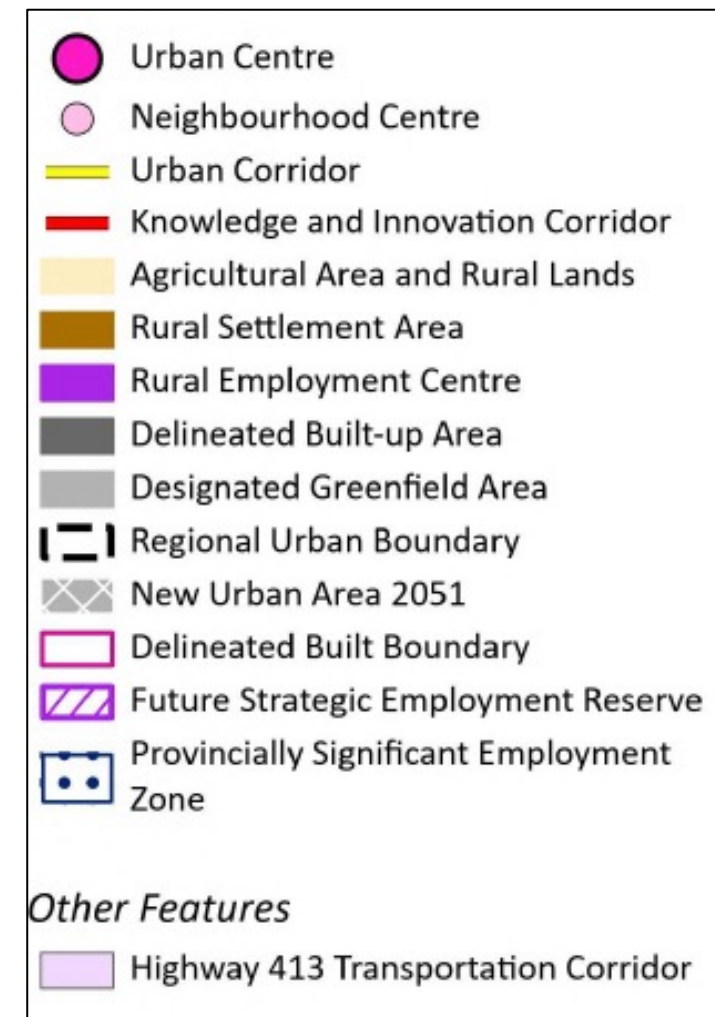 Urban Centre
Neighbourhood Centre
Urban Corridor
Knowledge and Innovation Corridor
Agricultural Area and Rural Lands
Rural Settlement Area
Rural Employment Centre
Delineated Built-up Area
Designated Greenfield Area
Regional Urban Boundary
New Urban Area 2051
Delineated Built Boundary
Future Strategic Employment Reserve
Provincially Significant Employment
Zone
Other Features
Highway 413 Transportation Corridor